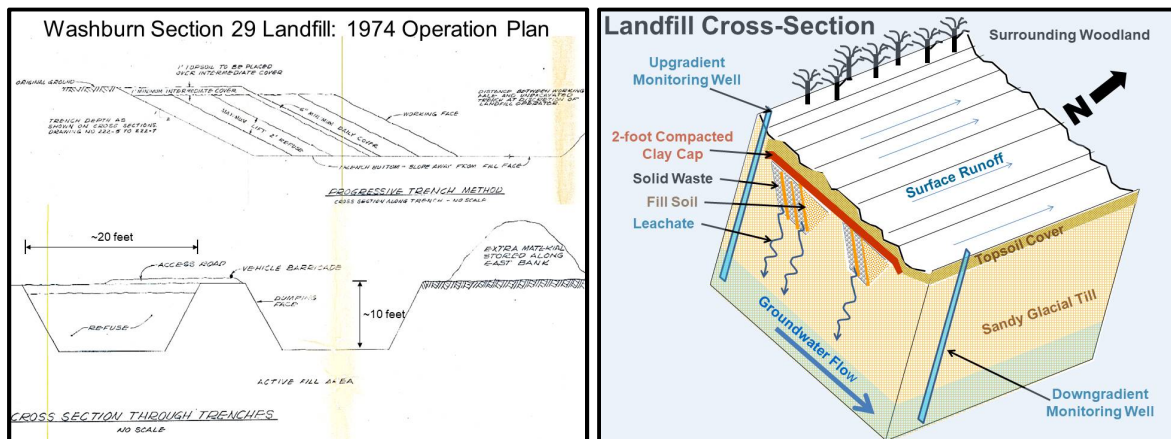 Washburn Section 29 Landfill: 1974 Operation Plan
1' TOPSOIL TO BE PLACED
OVER INTERMEDIATE COVER
ORIGINAL GROUND
1' MINIMUM INTERMEDIATE COVER
DISTANCE BETWEEN WORKING
FACE AND UNEXCAVATED
TRENCH AT DISCRETION OF
LANDFILL OPERATOR
WORKING
FACE
TRENCH DEPTH AS
SHOWN ON CROSS SECTIONS
DRAWING NO
MAXIMUM LIFT 2' REFUSE
6" MINIMUM DAILY COVER
TRENCH BOTTOM - SLOPE AWAY FROM FILL FACE
PROGRESSIVE TRENCH METHOD
CROSS SECTION ALONG TRENCH - NO SCALE
~20 feet
ACCESS ROAD
VEHICLE BARRICADE
EXTRA MATERIAL
STORED ALONG
EAST BANK
DUMPING
FACE
~10 feet
REFUSE
ACTIVE FILL AREA
CROSS SECTION THROUGH TRENCHES
NO SCALE
Landfill Cross-Section
Surrounding Woodland
Upgradient
Monitoring Well
N
2-foot Compacted
Clay Cap
Solid Waste
Fill Soil
Leachate
Surface Runoff
Topsoil Cover
Sandy Glacial Till
Groundwater Flow
Downgradient
Monitoring Well